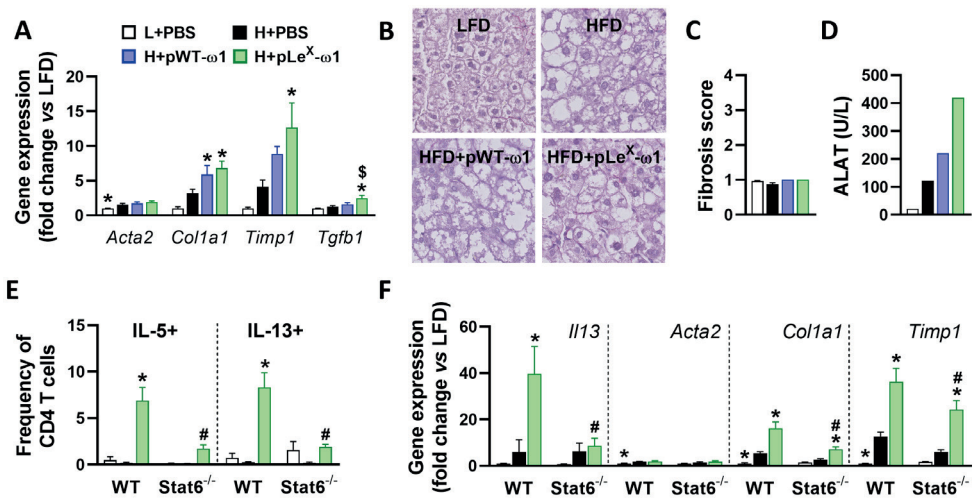 A
L+PBS H+PBS
H+pWT-ω1 H+pLeX-ω1
Gene expression
(fold change vs LFD)
20
15
10
5
0
* * * * $ *
Acta2 Col1a1 Timp1 Tgfb1
B
LFD HFD
HFD+pWT-ω1 HFD+pLeX-ω1
C
Fibrosis score
4
3
2
1
0
D
ALAT (U/L)
500
400
300
200
100
0
E
Frequency of
CD4 T cells
15
10
5
0
IL-5+ IL-13+
* # * #
WT Stat6-/- WT Stat6-/-
F
Gene expression
(fold change vs LFD)
60
40
20
0
Il13 Acta2 Col1a1 Timp1
* # * * * # * * * # *
WT Stat6-/- WT Stat6-/- WT Stat6-/- WT Stat6-/-